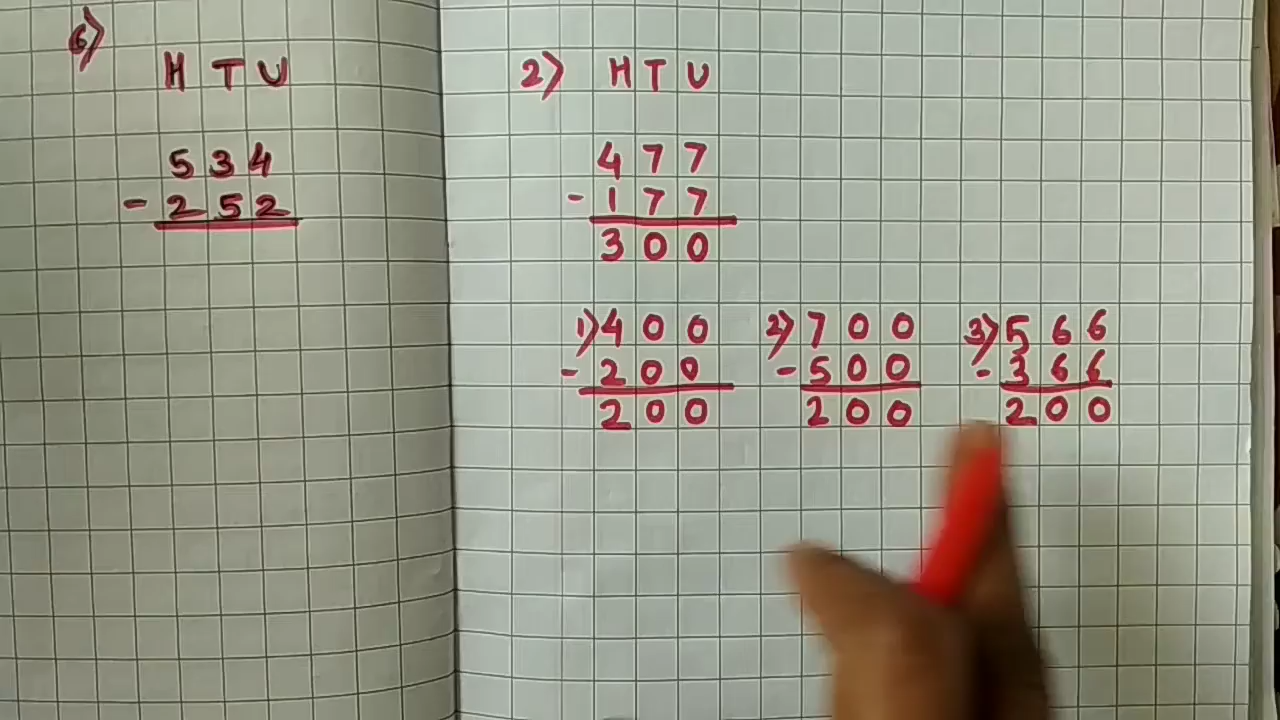 6)
H T U
5 3 4
- 2 5 2
2) H T U
4 7 7
- 1 7 7
3 0 0
1) 4 0 0
- 2 0 0
2 0 0
2) 7 0 0
- 5 0 0
2 0 0
3) 5 6 6
- 3 6 6
2 0 0